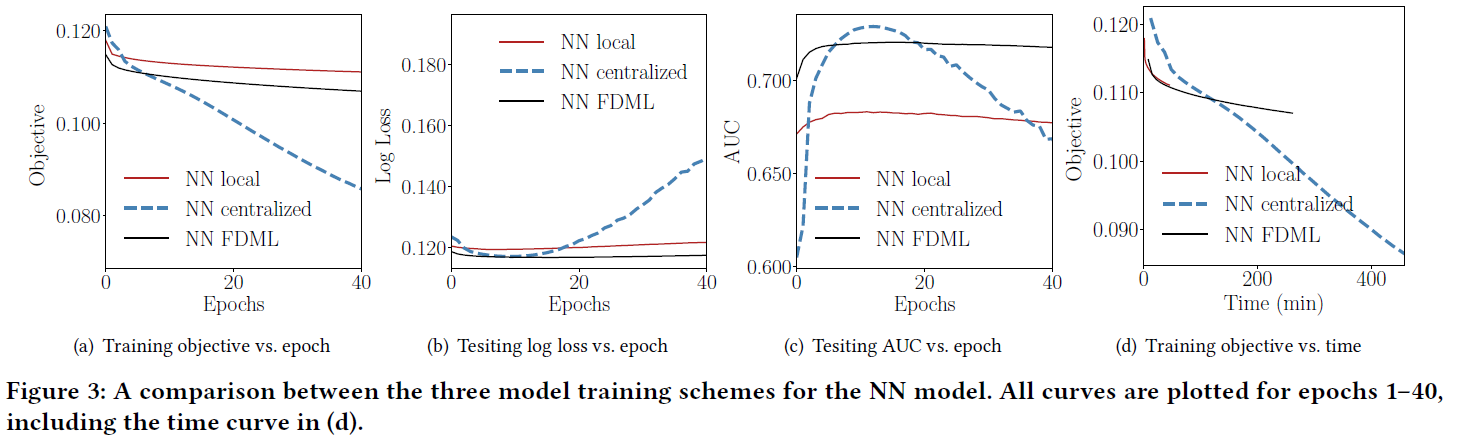 0.120
0.100
0.080
Objective
NN local
NN centralized
NN FDML
0 20 40
Epochs
(a) Training objective vs. epoch
0.180
0.160
0.140
0.120
Log Loss
NN local
NN centralized
NN FDML
0 20 40
Epochs
(b) Tesiting log loss vs. epoch
0.700
0.650
0.600
AUC
NN local
NN centralized
NN FDML
0 20 40
Epochs
(c) Tesiting AUC vs. epoch
0.120
0.110
0.100
0.090
Objective
NN local
NN centralized
NN FDML
0 200 400
Time (min)
(d) Training objective vs. time
Figure 3: A comparison between the three model training schemes for the NN model. All curves are plotted for epochs 1–40,
including the time curve in (d).